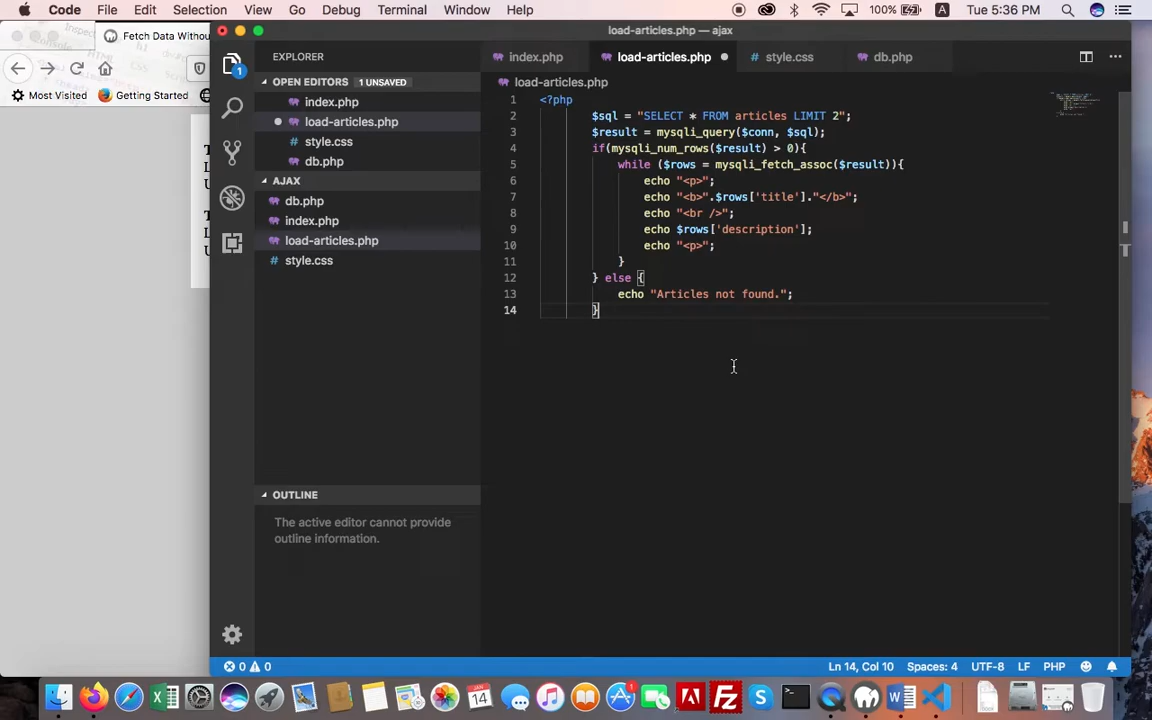 Code File Edit Selection View Go Debug Terminal Window Help 100% A Tue 5:36 PM
load-articles.php — ajax
Fetch Data Withou
EXPLORER
index.php load-articles.php style.css db.php
OPEN EDITORS 1 UNSAVED
load-articles.php
Most Visited Getting Started
index.php
load-articles.php
style.css
db.php
AJAX
db.php
index.php
load-articles.php
style.css
1 <?php
2 $sql = "SELECT * FROM articles LIMIT 2";
3 $result = mysqli_query($conn, $sql);
4 if(mysqli_num_rows($result) > 0){
5 while ($rows = mysqli_fetch_assoc($result)){
6 echo "<p>";
7 echo "<b>".$rows['title']."</b>";
8 echo "<br />";
9 echo $rows['description'];
10 echo "<p>";
11 }
12 } else {
13 echo "Articles not found.";
14 }
OUTLINE
The active editor cannot provide
outline information.
0 0 Ln 14, Col 10 Spaces: 4 UTF-8 LF PHP
JAN
14